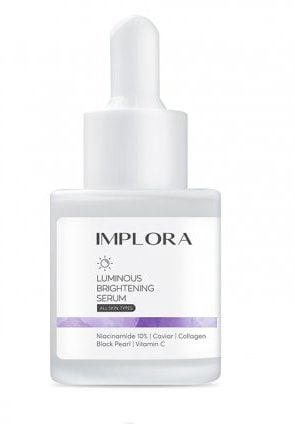 IMPLORA
LUMINOUS
BRIGHTENING
SERUM
ALL SKIN TYPES
Niacinamide 10% | Caviar | Collagen
Black Pearl | Vitamin C